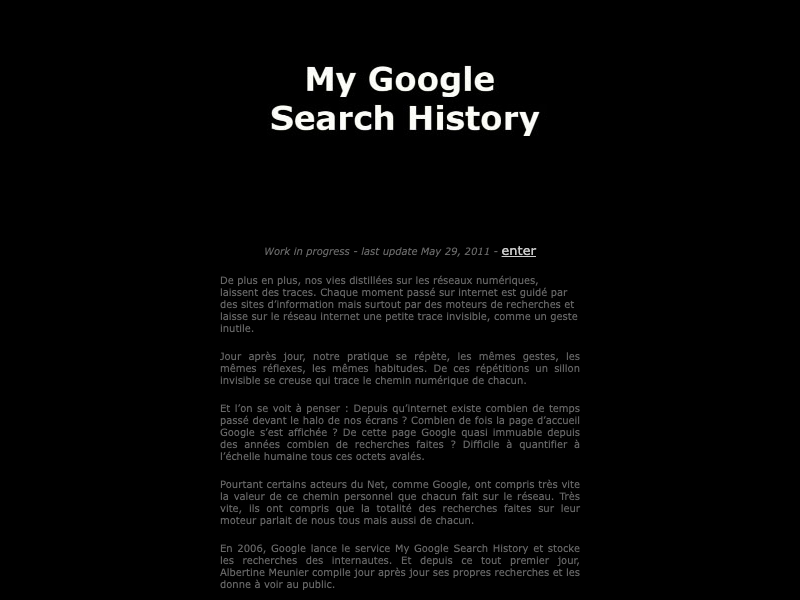 My Google
Search History
Work in progress - last update May 29, 2011 - enter
De plus en plus, nos vies distillées sur les réseaux numériques,
laissent des traces. Chaque moment passé sur internet est guidé par
des sites d’information mais surtout par des moteurs de recherches et
laisse sur le réseau internet une petite trace invisible, comme un geste
inutile.
Jour après jour, notre pratique se répète, les mêmes gestes, les
mêmes réflexes, les mêmes habitudes. De ces répétitions un sillon
invisible se creuse qui trace le chemin numérique de chacun.
Et l’on se voit à penser : Depuis qu’internet existe combien de temps
passé devant le halo de nos écrans ? Combien de fois la page d’accueil
Google s’est affichée ? De cette page Google quasi immuable depuis
des années combien de recherches faites ? Difficile à quantifier à
l’échelle humaine tous ces octets avalés.
Pourtant certains acteurs du Net, comme Google, ont compris très vite
la valeur de ce chemin personnel que chacun fait sur le réseau. Très
vite, ils ont compris que la totalité des recherches faites sur leur
moteur parlait de nous tous mais aussi de chacun.
En 2006, Google lance le service My Google Search History et stocke
les recherches des internautes. Et depuis ce tout premier jour,
Albertine Meunier compile jour après jour ses propres recherches et les
donne à voir au public.